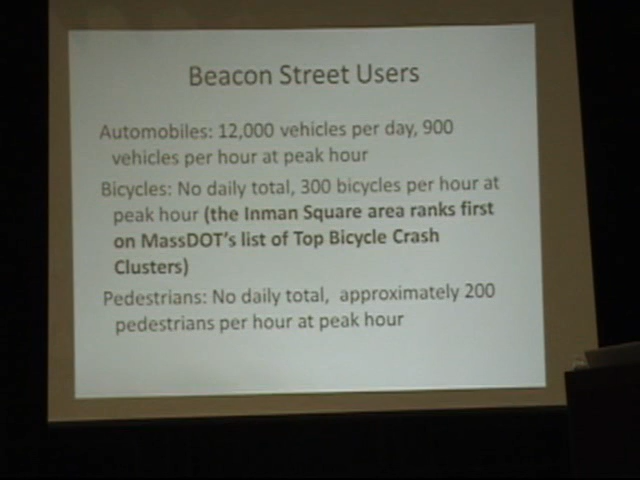 Beacon Street Users
Automobiles: 12,000 vehicles per day, 900
vehicles per hour at peak hour
Bicycles: No daily total, 300 bicycles per hour at
peak hour (the Inman Square area ranks first
on MassDOT's list of Top Bicycle Crash
Clusters)
Pedestrians: No daily total, approximately 200
pedestrians per hour at peak hour